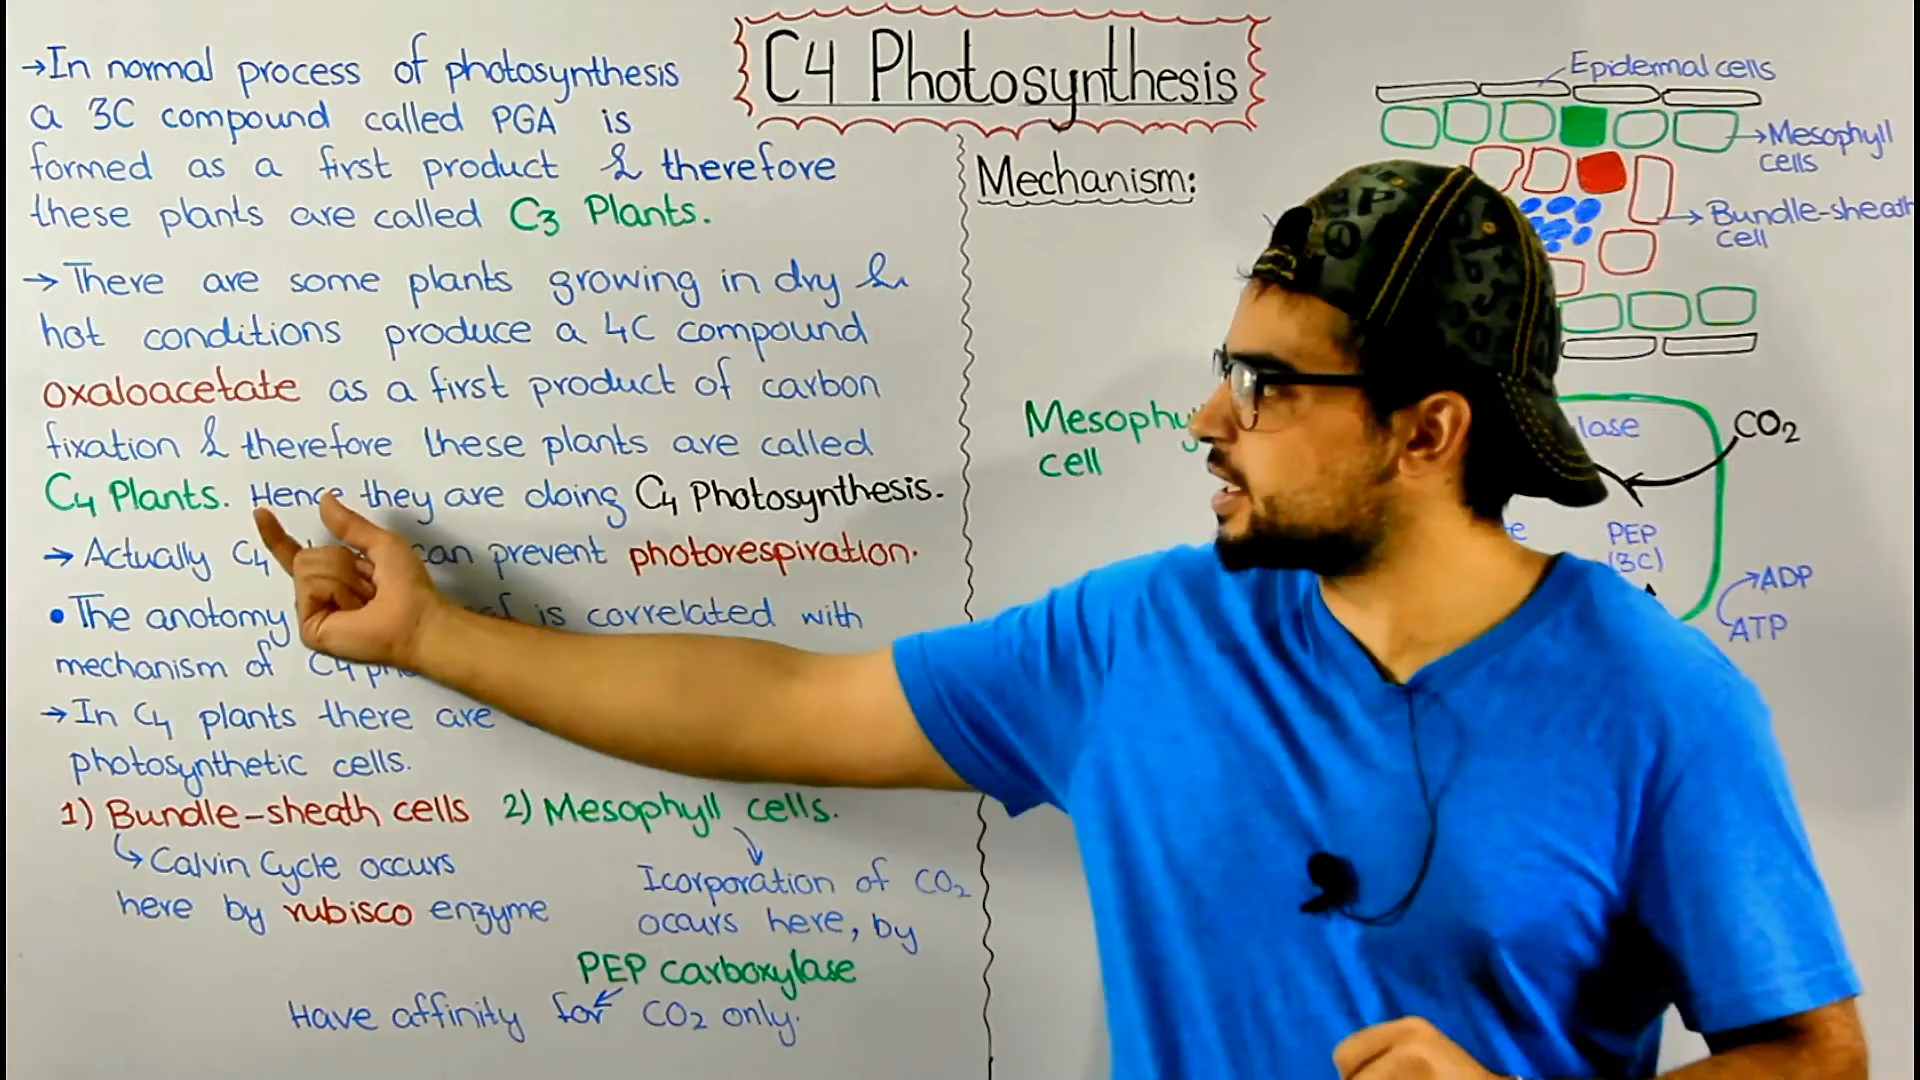 C4 Photosynthesis
→In normal process of photosynthesis
a 3C compound called PGA is
formed as a first product & therefore
these plants are called C3 Plants.
→ There are some plants growing in dry &
hot conditions produce a 4C compound
oxaloacetate as a first product of carbon
fixation & therefore these plants are called
C4 Plants. Hence they are doing C4 Photosynthesis.
→ Actually C4 can prevent photorespiration.
• The anotomy is correlated with
mechanism of C4
→ In C4 plants there are
photosynthetic cells.
1) Bundle-sheath cells 2) Mesophyll cells.
↳ Calvin Cycle occurs
here by rubisco enzyme
Icorporation of CO2
occurs here, by
PEP carboxylase
Have affinity for CO2 only.
Mechanism:
Epidermal cells
→Mesophyll
cells
→Bundle-sheath
cell
Mesophy
cell
lase
CO2
PEP
(3C)
ADP
ATP